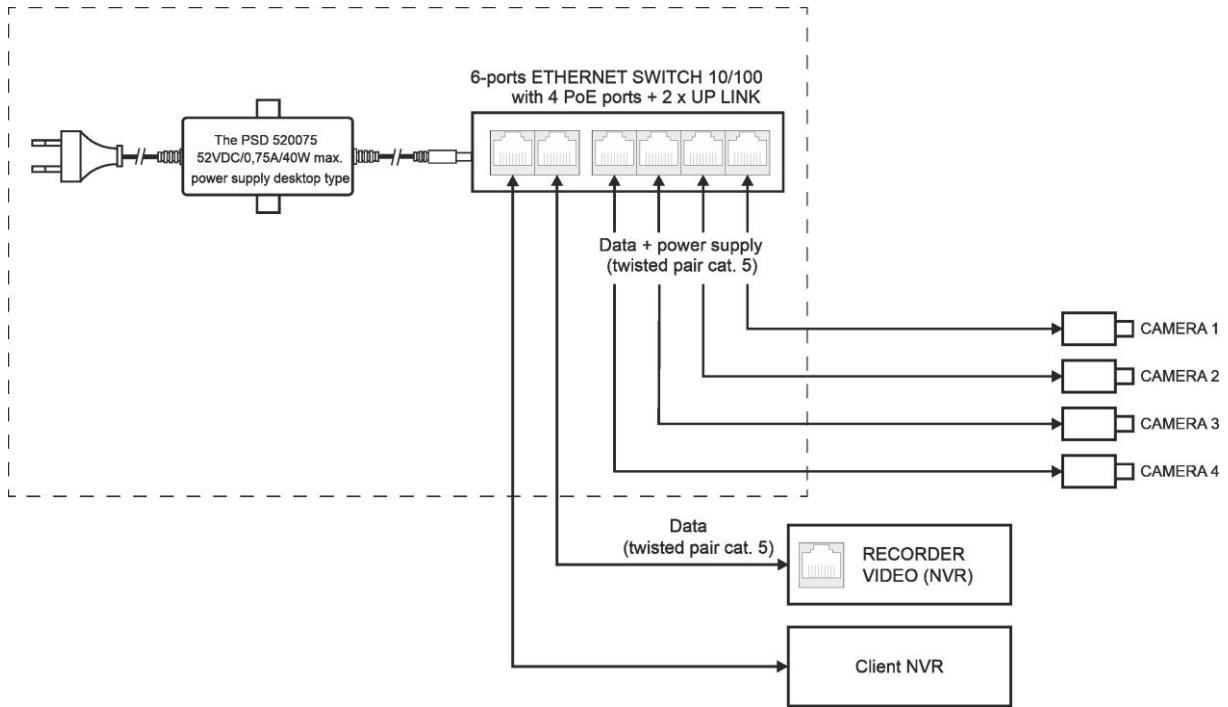 6-ports ETHERNET SWITCH 10/100
with 4 PoE ports + 2 x UP LINK
The PSD 520075
52VDC/0,75A/40W max.
power supply desktop type
Data + power supply
(twisted pair cat. 5)
CAMERA 1
CAMERA 2
CAMERA 3
CAMERA 4
Data
(twisted pair cat. 5)
RECORDER
VIDEO (NVR)
Client NVR